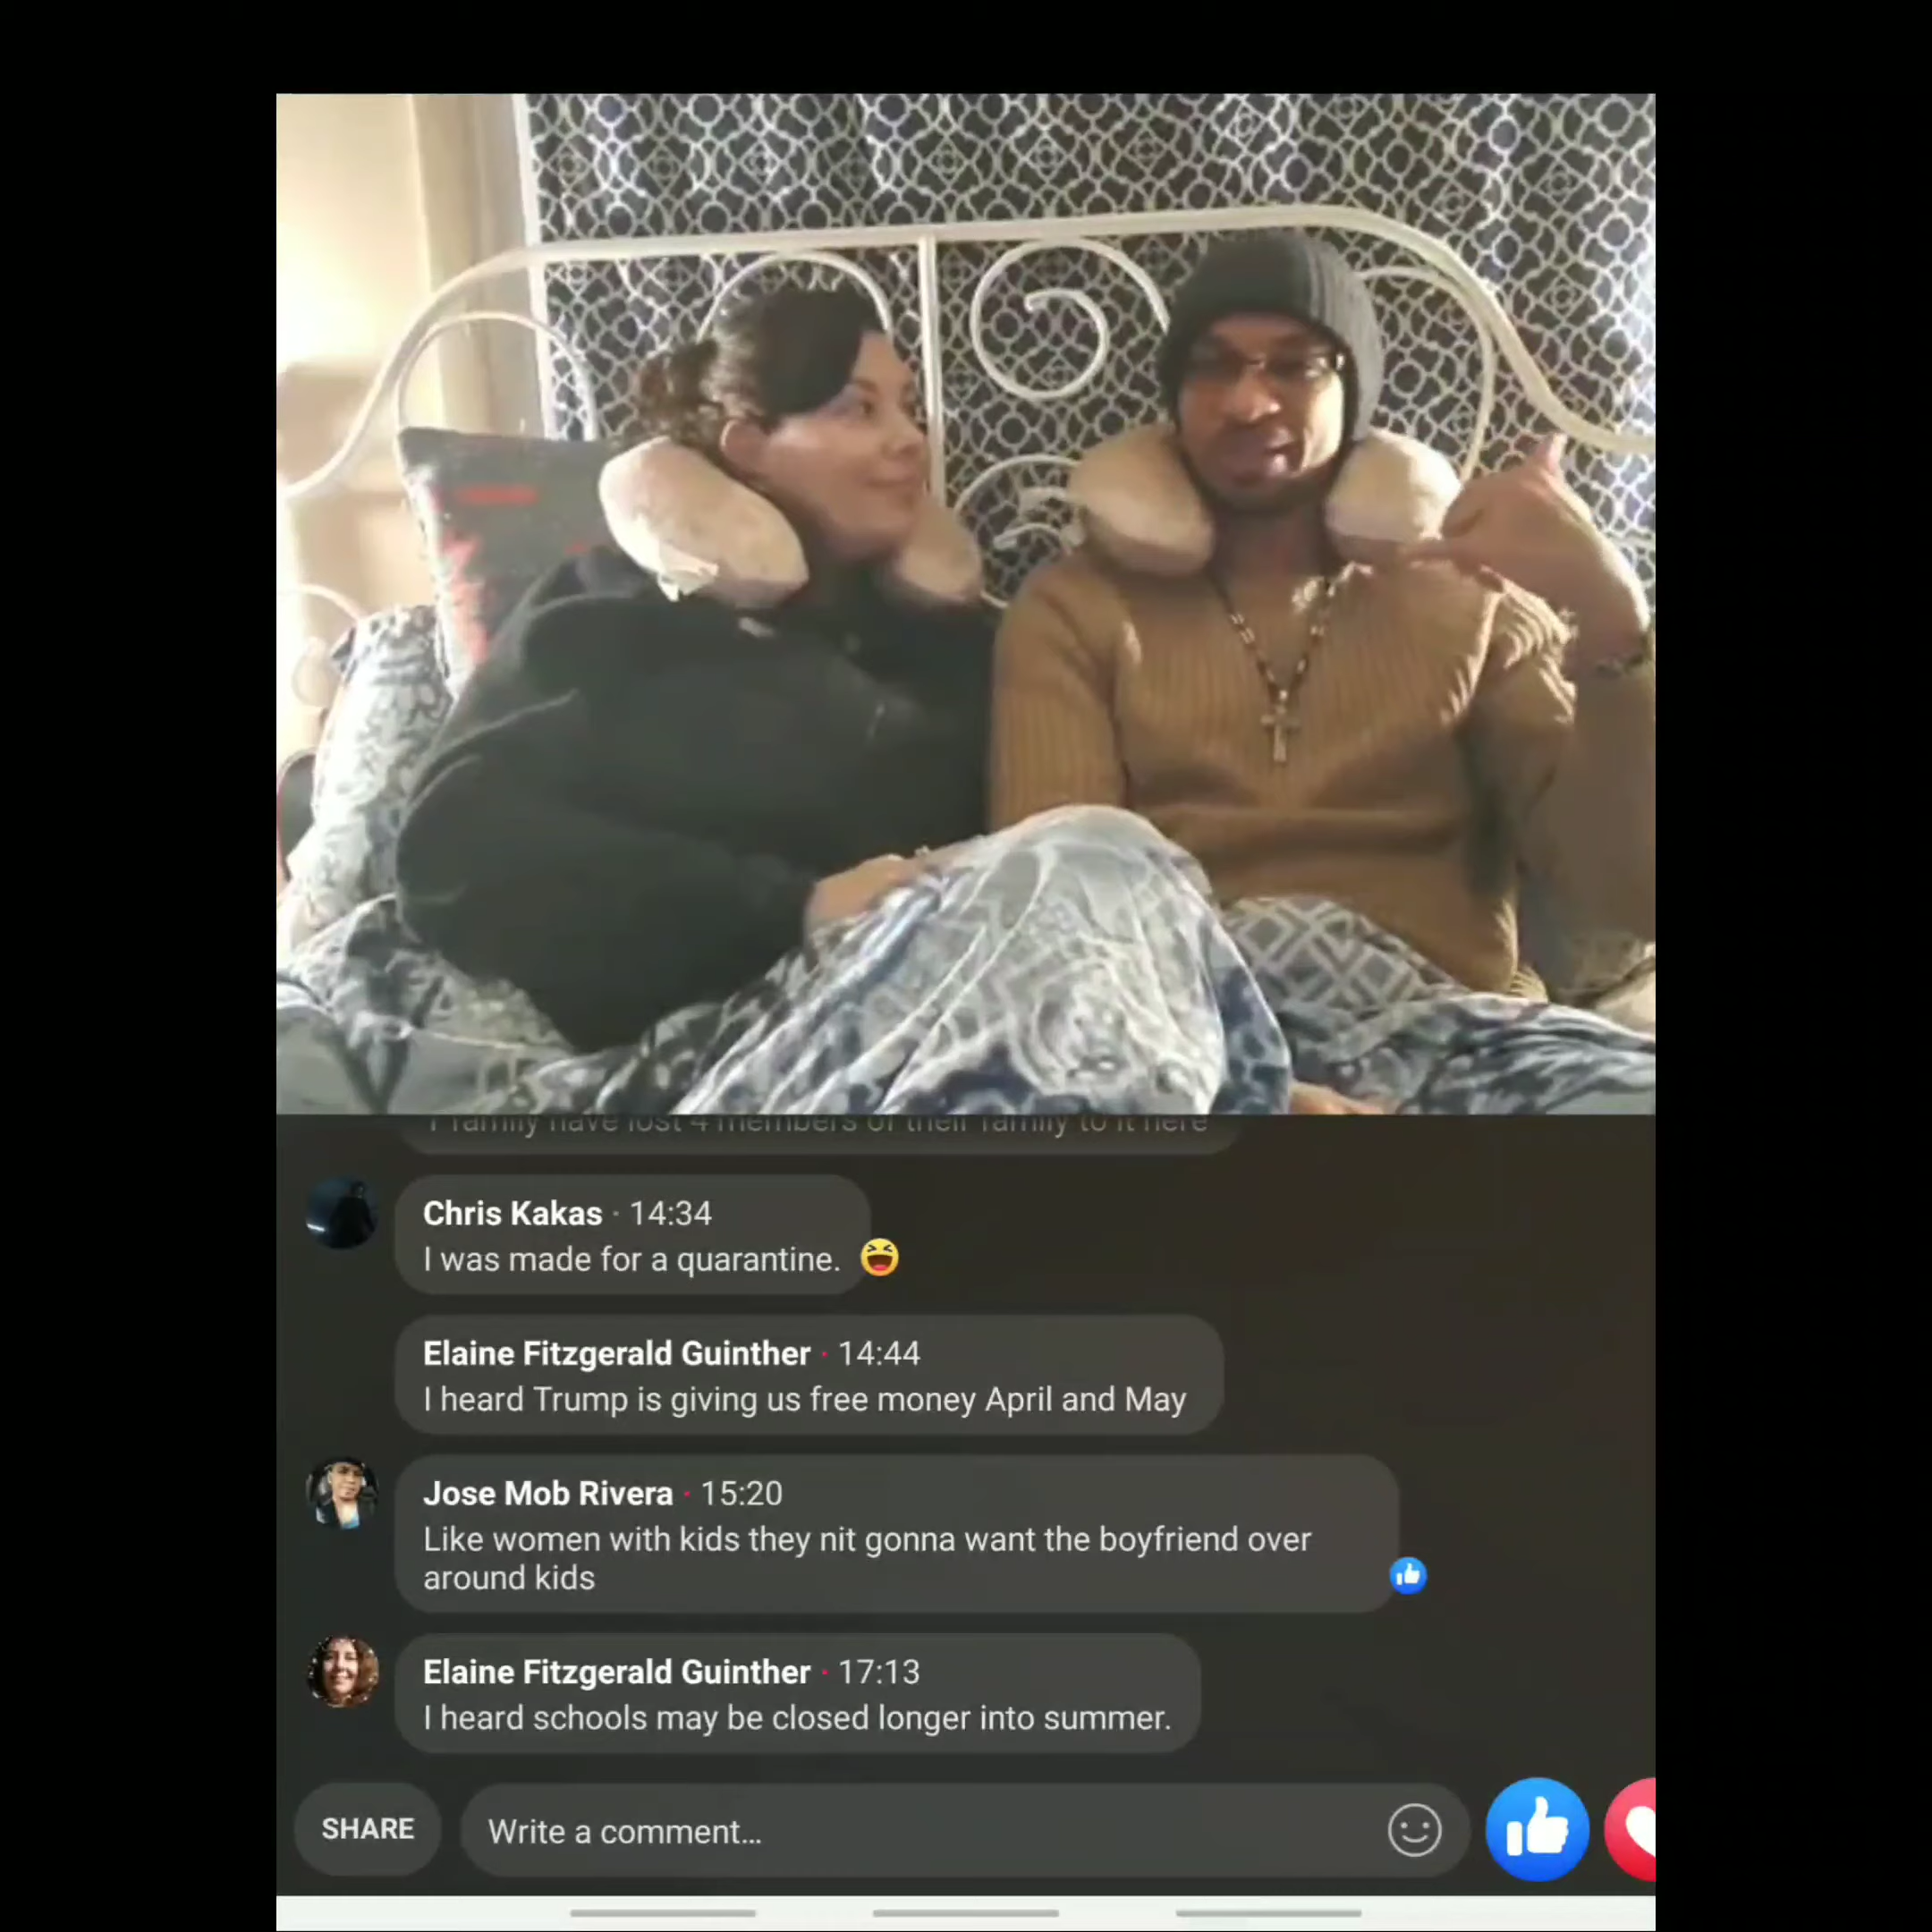 family have lost 4 members of their family to it here
Chris Kakas · 14:34
I was made for a quarantine.
Elaine Fitzgerald Guinther · 14:44
I heard Trump is giving us free money April and May
Jose Mob Rivera · 15:20
Like women with kids they nit gonna want the boyfriend over
around kids
Elaine Fitzgerald Guinther · 17:13
I heard schools may be closed longer into summer.
SHARE
Write a comment...